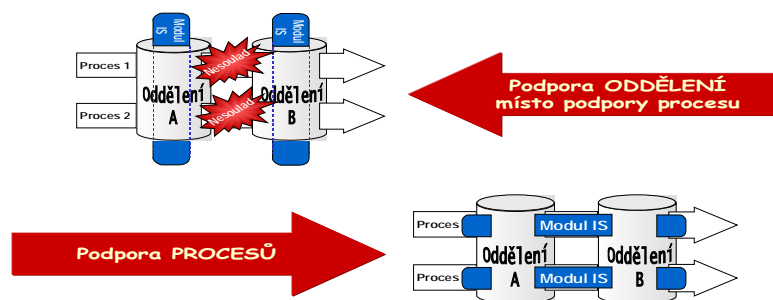 Modul
IS
Modul
IS
Proces 1
Nesoulad
Oddělení
A
Oddělení
B
Proces 2
Nesoulad
Podpora ODDĚLENÍ
místo podpory procesu
Podpora PROCESŮ
Proces
Modul IS
Oddělení
A
Oddělení
B
Proces
Modul IS